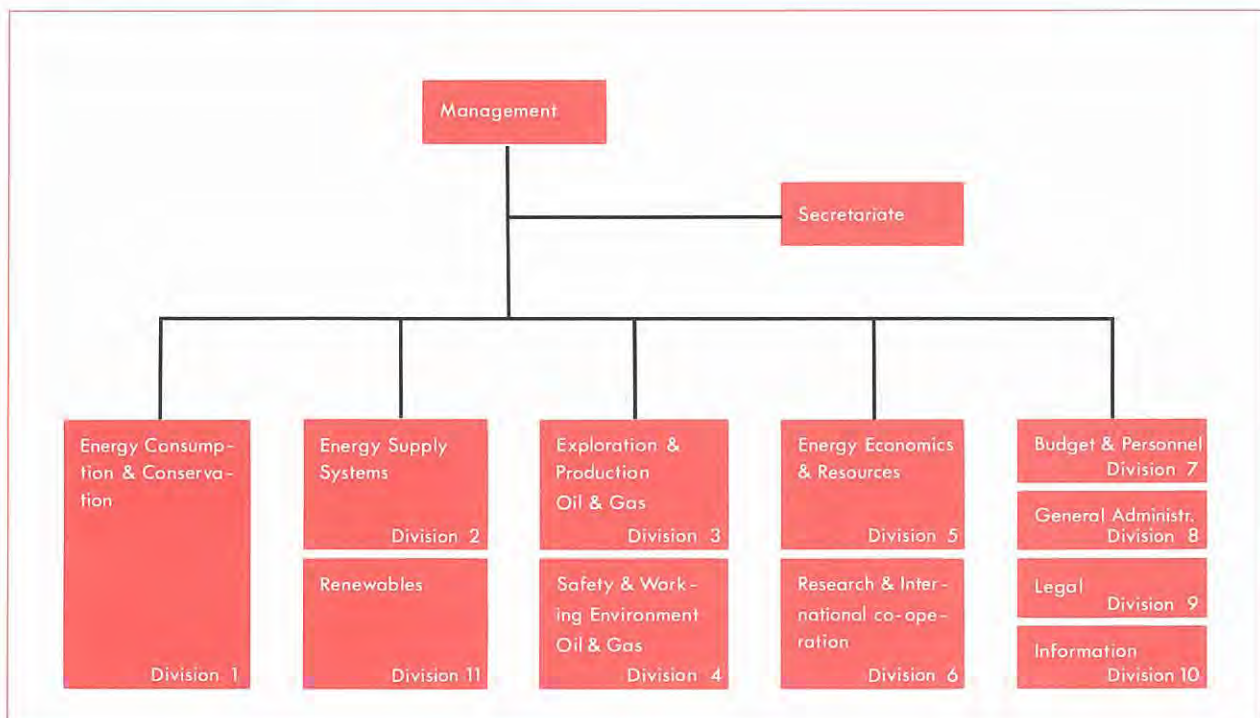 Management
Secretariate
Energy Consump-
tion & Conserva-
tion
Division 1
Energy Supply
Systems
Division 2
Renewables
Division 11
Exploration &
Production
Oil & Gas
Division 3
Safety & Work-
ing Environment
Oil & Gas
Division 4
Energy Economics
& Resources
Division 5
Research & Inter-
national co-ope-
ration
Division 6
Budget & Personnel
Division 7
General Administr.
Division 8
Legal
Division 9
Information
Division 10